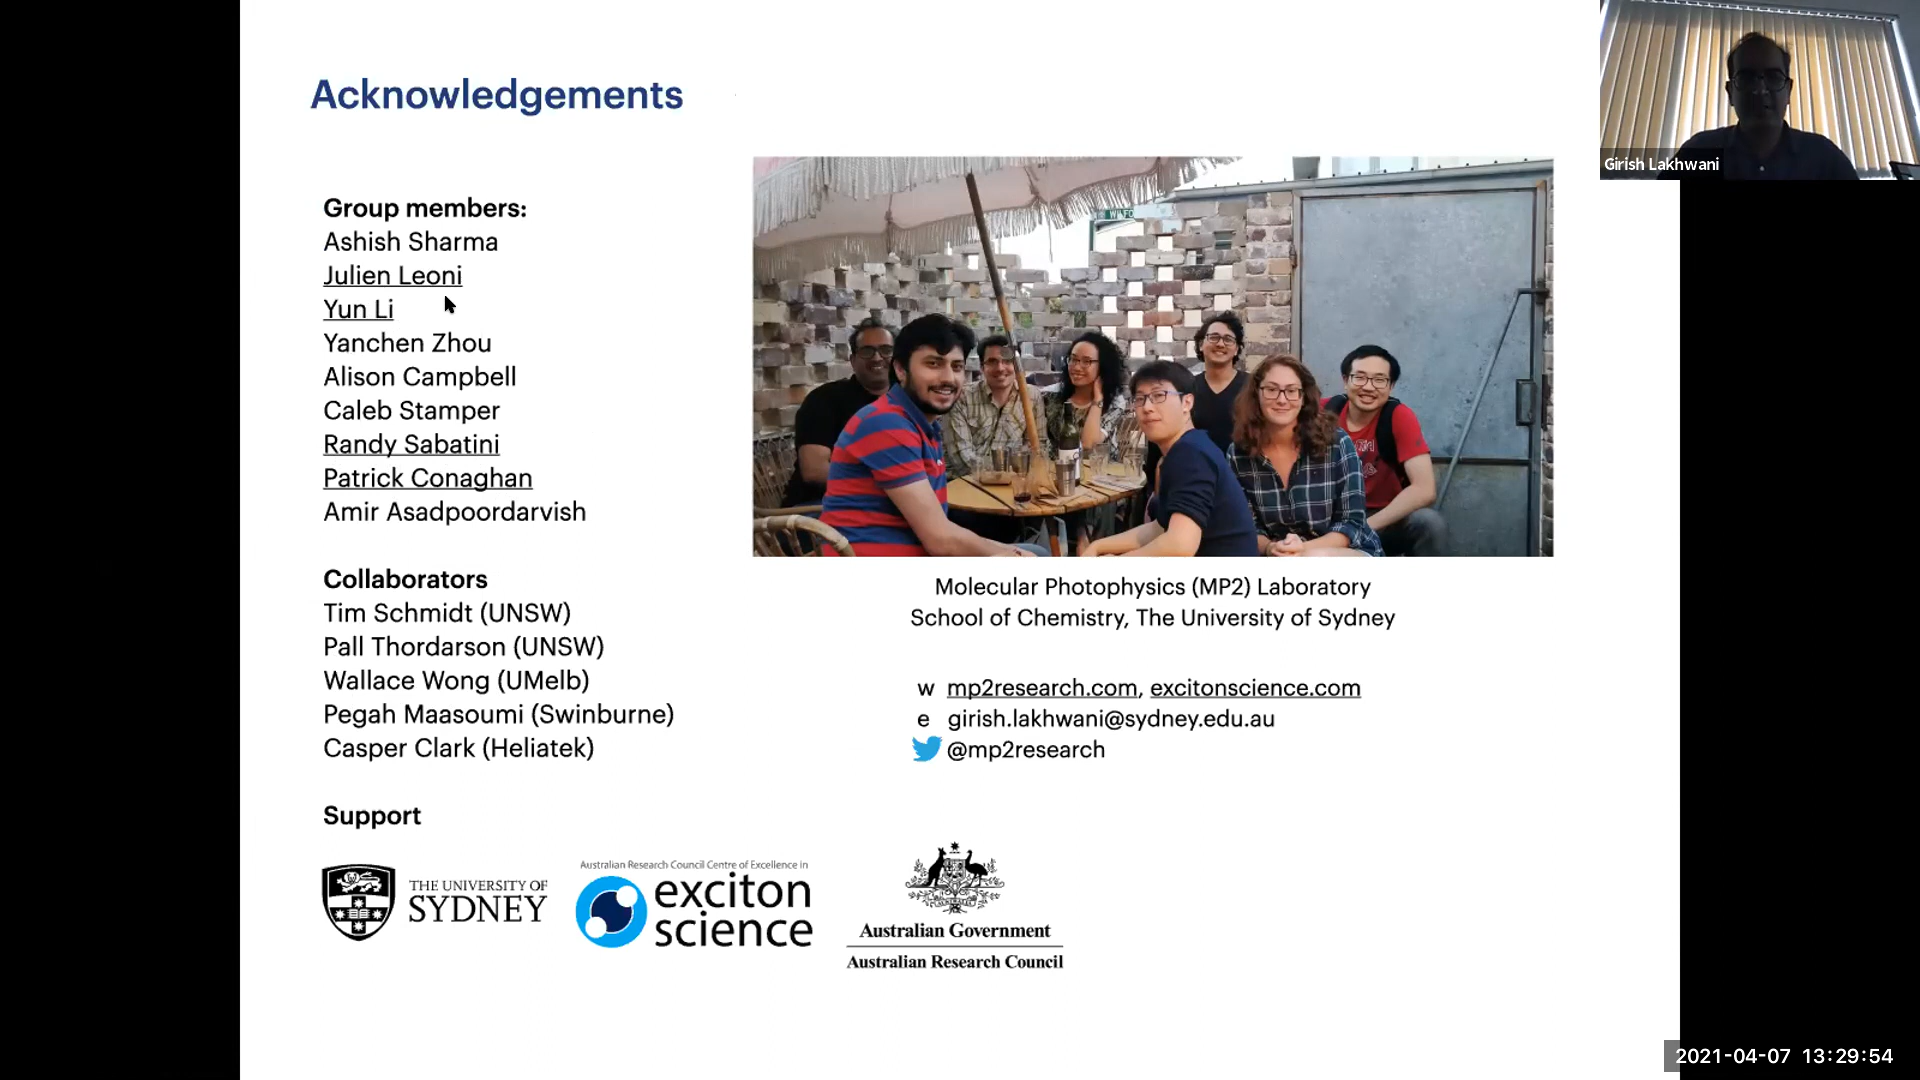 Acknowledgements
Girish Lakhwani
Group members:
Ashish Sharma
Julien Leoni
Yun Li
Yanchen Zhou
Alison Campbell
Caleb Stamper
Randy Sabatini
Patrick Conaghan
Amir Asadpoordarvish
Collaborators
Tim Schmidt (UNSW)
Pall Thordarson (UNSW)
Wallace Wong (UMelb)
Pegah Maasoumi (Swinburne)
Casper Clark (Heliatek)
Molecular Photophysics (MP2) Laboratory
School of Chemistry, The University of Sydney
w mp2research.com, excitonscience.com
e girish.lakhwani@sydney.edu.au
@mp2research
Support
THE UNIVERSITY OF
SYDNEY
Australian Research Council Centre of Excellence in
exciton
science
Australian Government
Australian Research Council
2021-04-07 13:29:54